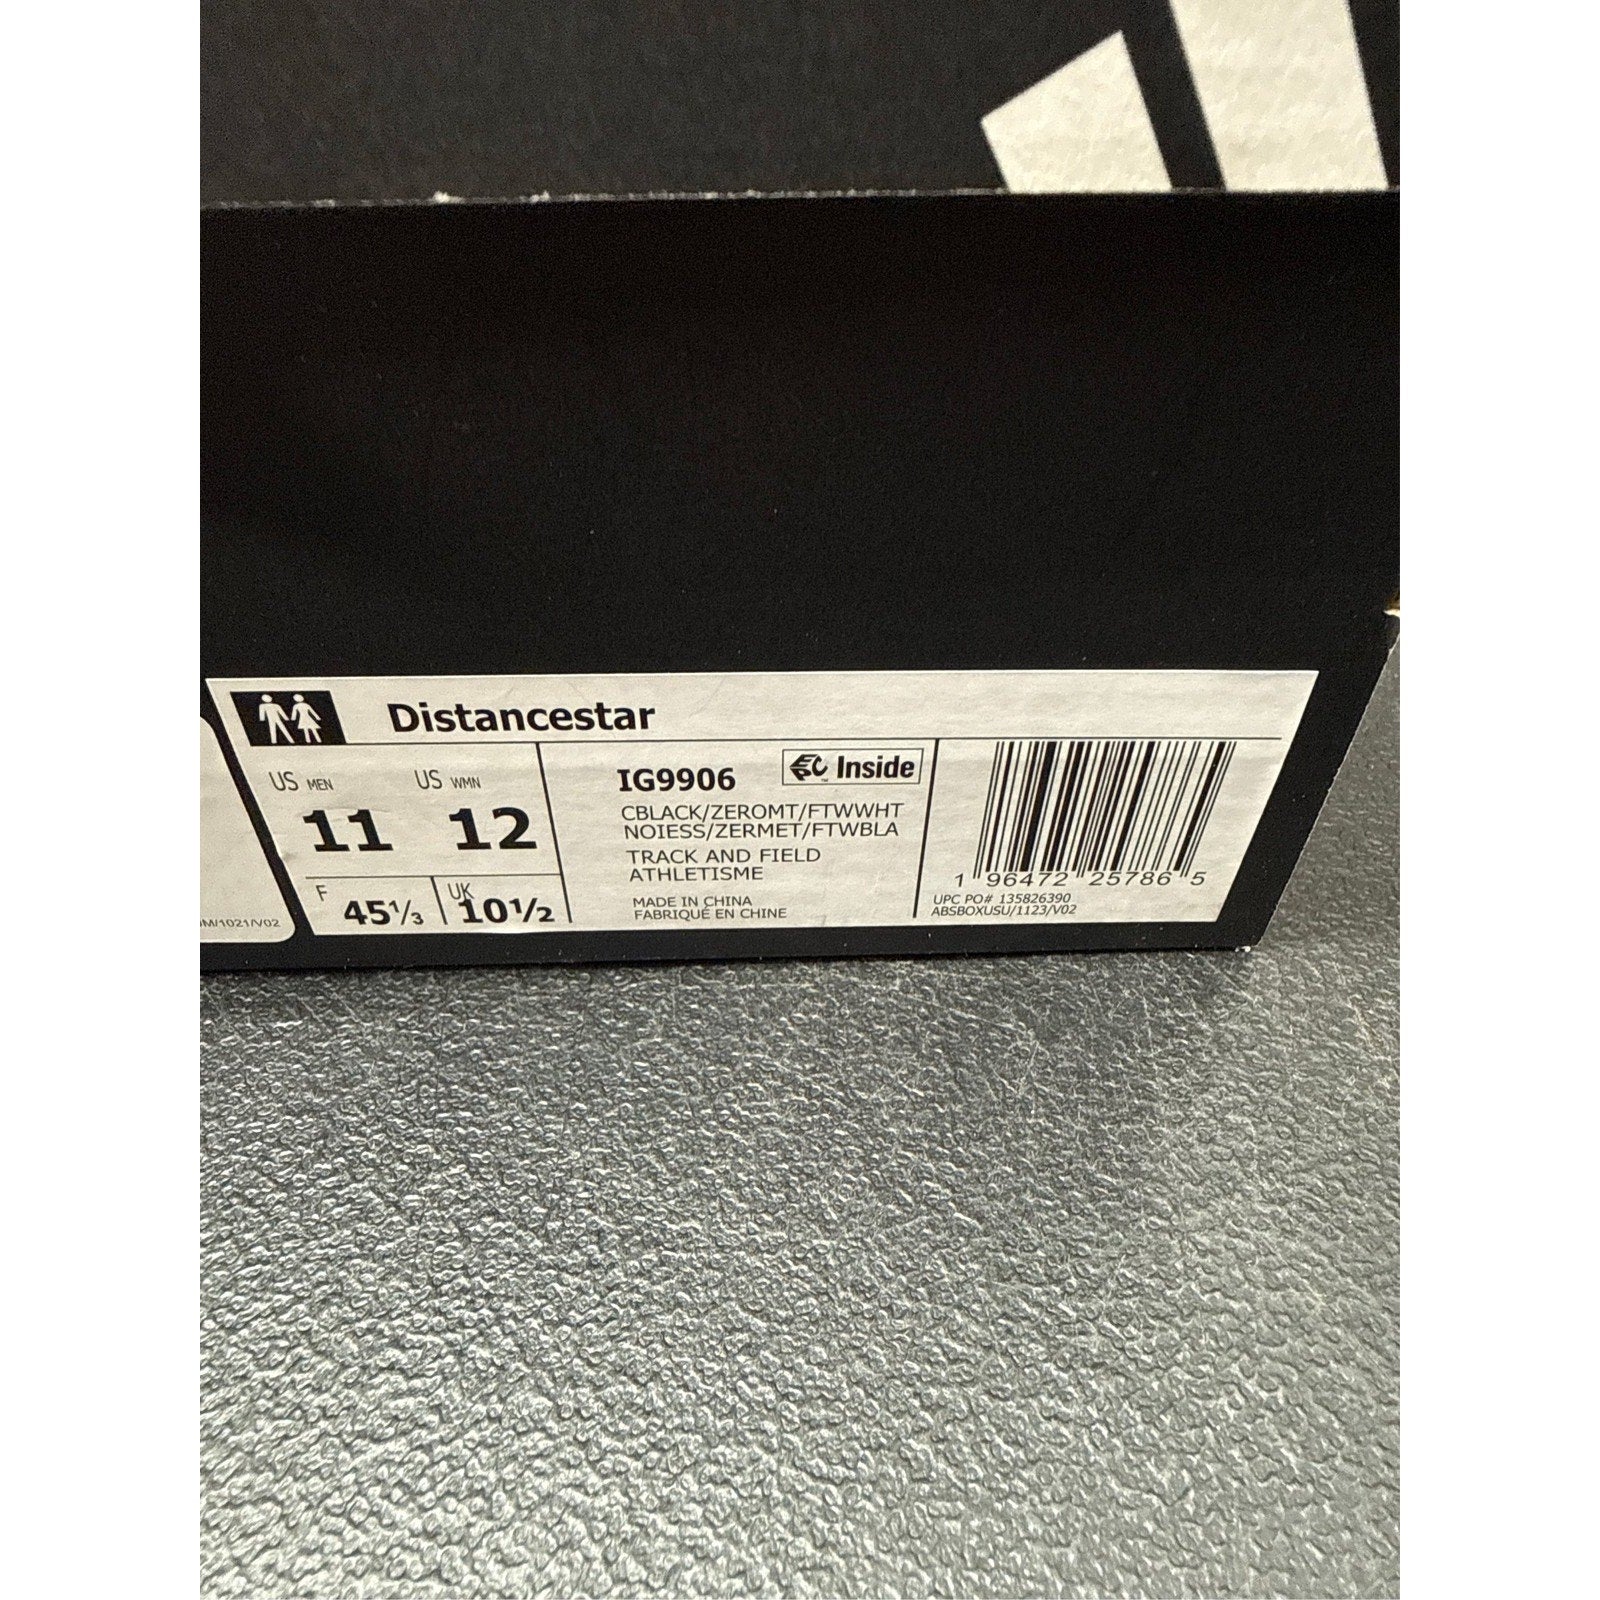 Distancestar
US MEN
11
US WMN
12
F
45⅓
UK
10½
IG9906
Inside
CBLACK/ZEROMT/FTWWHT
NOIESS/ZERMET/FTWBLA
TRACK AND FIELD
ATHLETISME
MADE IN CHINA
FABRIQUÉ EN CHINE
1 96472 25786 5
UPC PO# 135826390
ABSBOXUSU/1123/V02
M/1021/V02